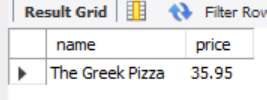 Result Grid Filter Row
name price
The Greek Pizza 35.95